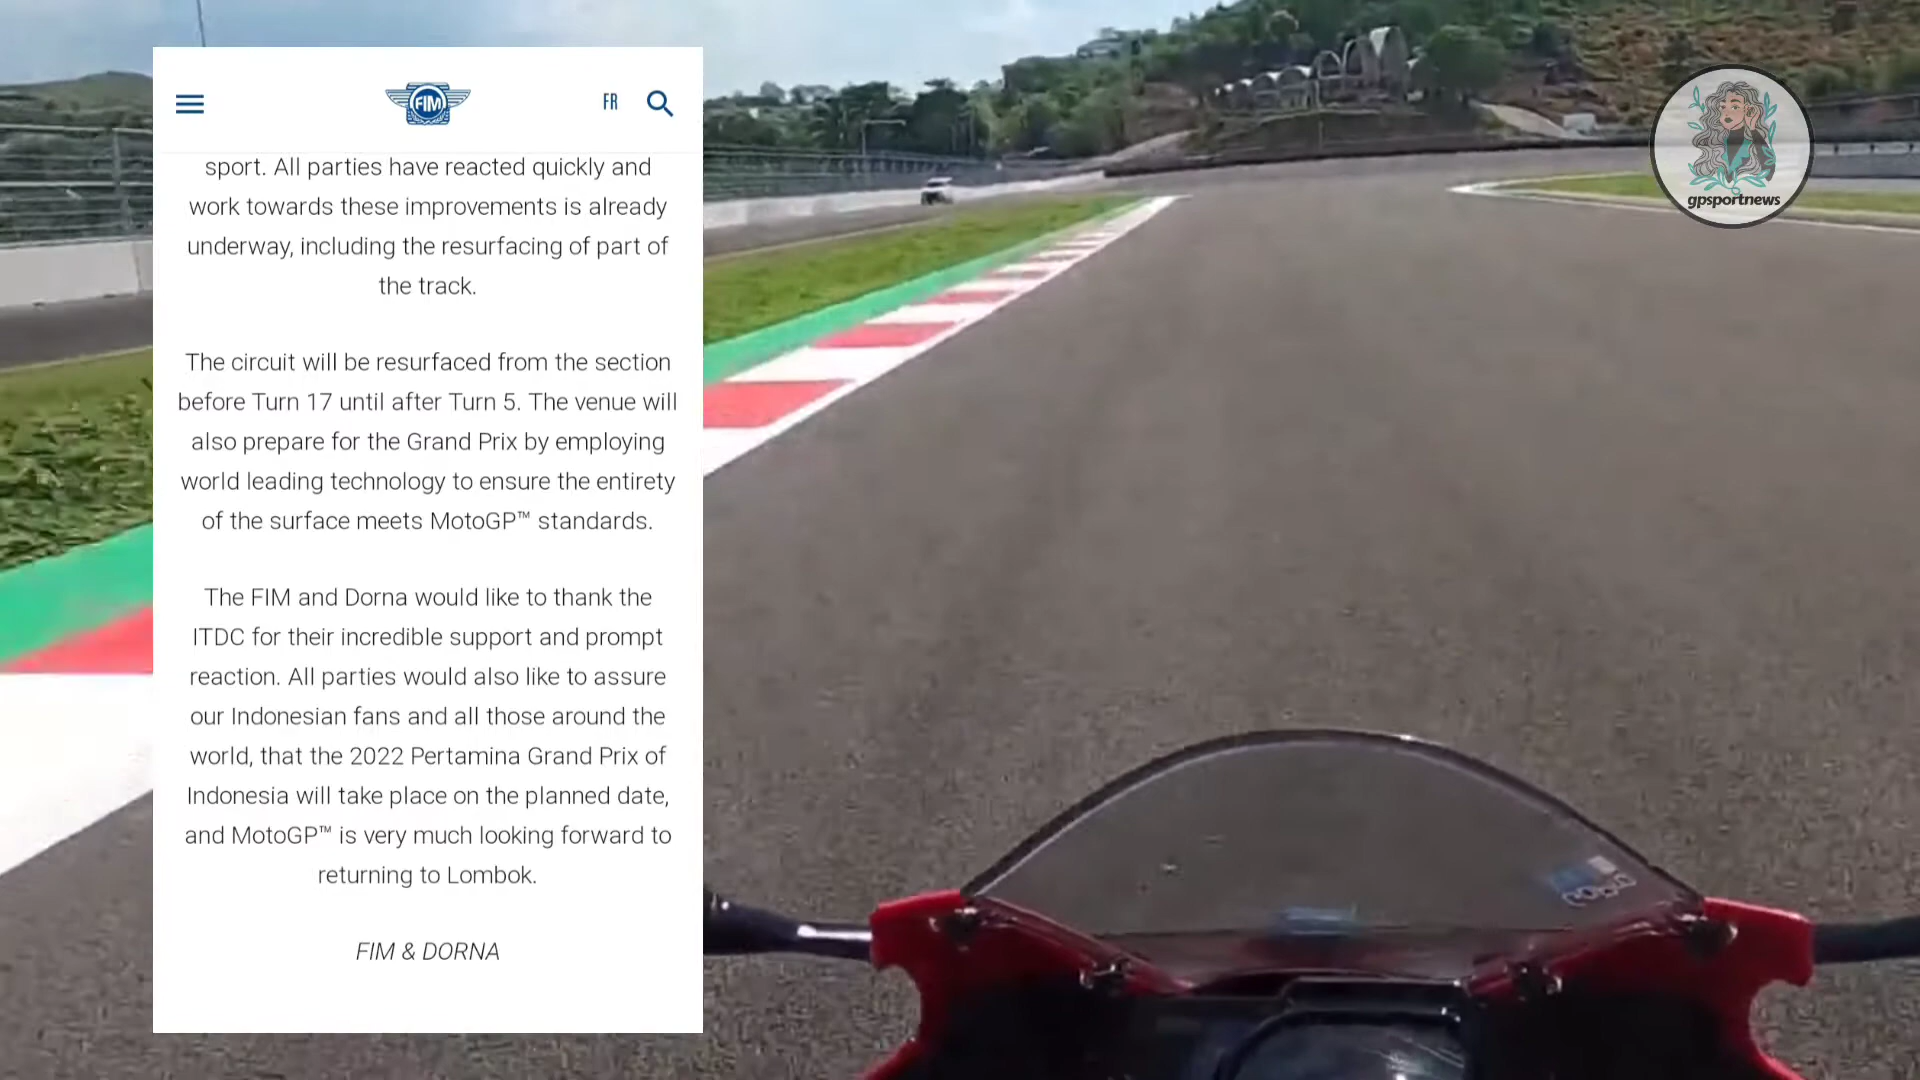 FIM
FR
sport. All parties have reacted quickly and
work towards these improvements is already
underway, including the resurfacing of part of
the track.
The circuit will be resurfaced from the section
before Turn 17 until after Turn 5. The venue will
also prepare for the Grand Prix by employing
world leading technology to ensure the entirety
of the surface meets MotoGP™ standards.
The FIM and Dorna would like to thank the
ITDC for their incredible support and prompt
reaction. All parties would also like to assure
our Indonesian fans and all those around the
world, that the 2022 Pertamina Grand Prix of
Indonesia will take place on the planned date,
and MotoGP™ is very much looking forward to
returning to Lombok.
FIM & DORNA
gpsportnews